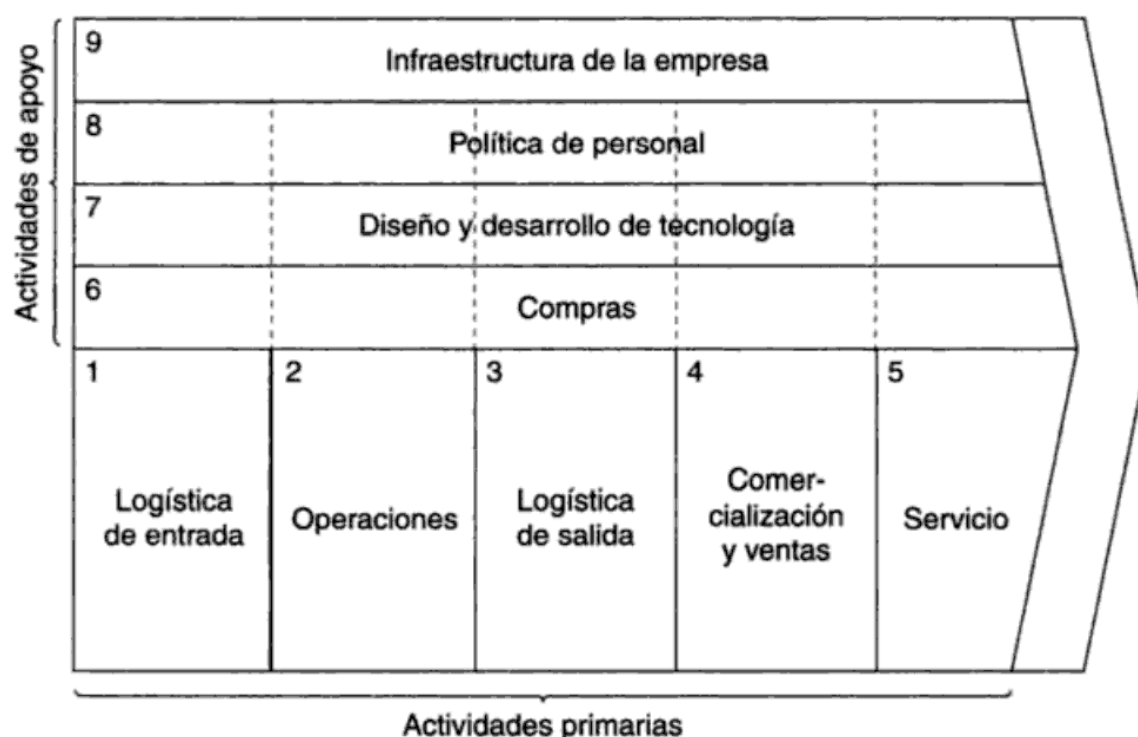 Actividades de apoyo
9
Infraestructura de la empresa
8
Política de personal
7
Diseño y desarrollo de tecnología
6
Compras
1
Logística
de entrada
2
Operaciones
3
Logística
de salida
4
Comer-
cialización
y ventas
5
Servicio
Actividades primarias